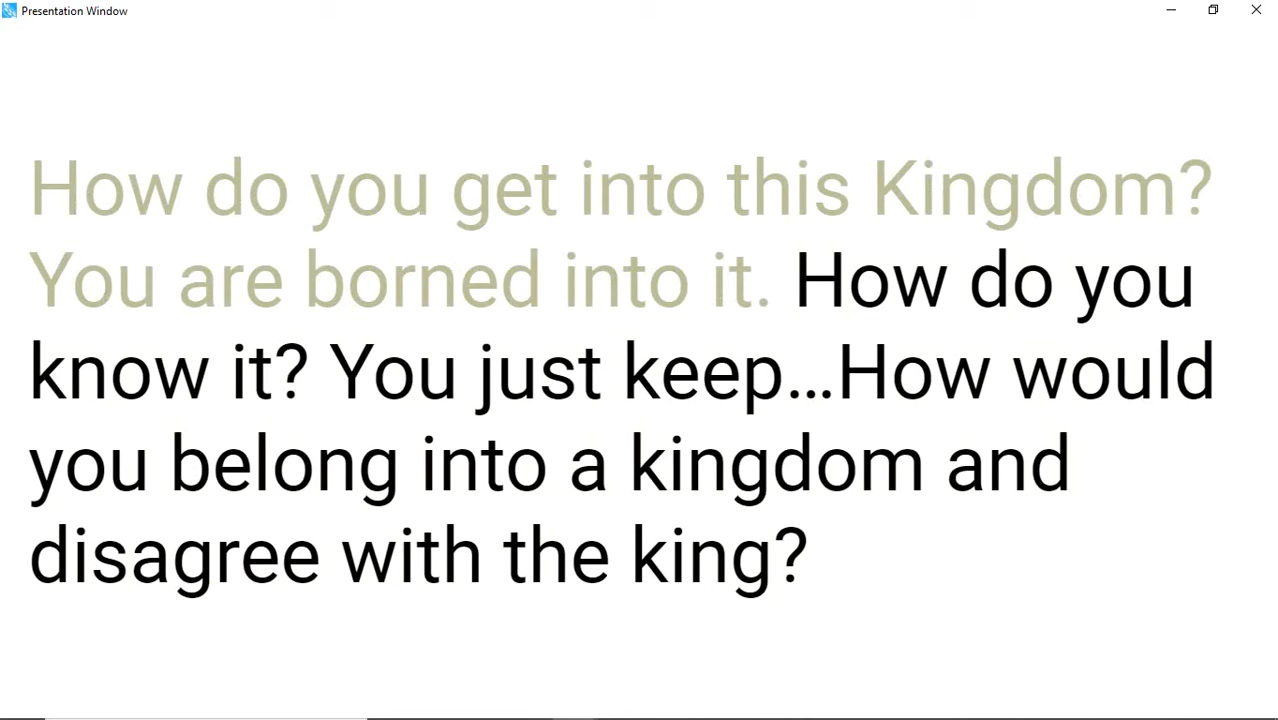 Presentation Window
How do you get into this Kingdom?
You are borned into it. How do you
know it? You just keep…How would
you belong into a kingdom and
disagree with the king?